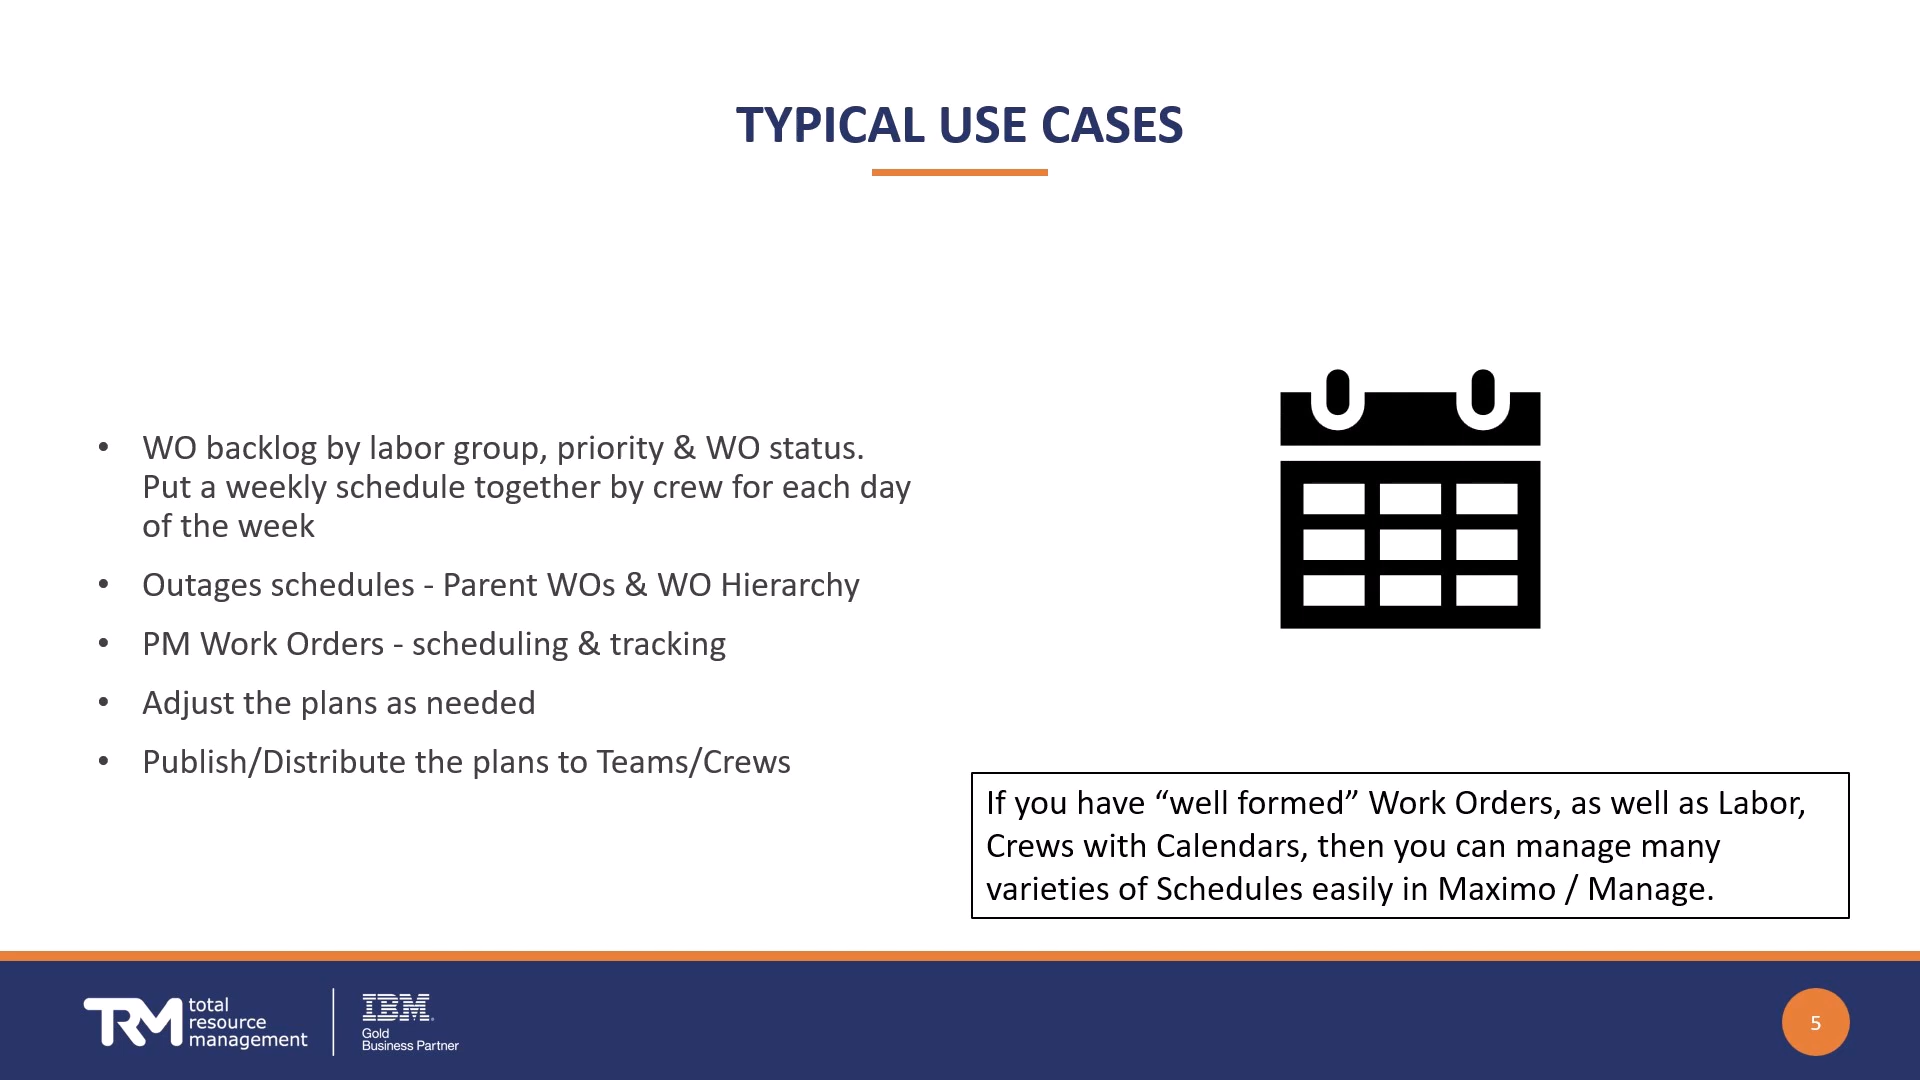 TYPICAL USE CASES
• WO backlog by labor group, priority & WO status.
Put a weekly schedule together by crew for each day
of the week
• Outages schedules - Parent WOs & WO Hierarchy
• PM Work Orders - scheduling & tracking
• Adjust the plans as needed
• Publish/Distribute the plans to Teams/Crews
If you have “well formed” Work Orders, as well as Labor,
Crews with Calendars, then you can manage many
varieties of Schedules easily in Maximo / Manage.
TRM total
resource
management
IBM.
Gold
Business Partner
5